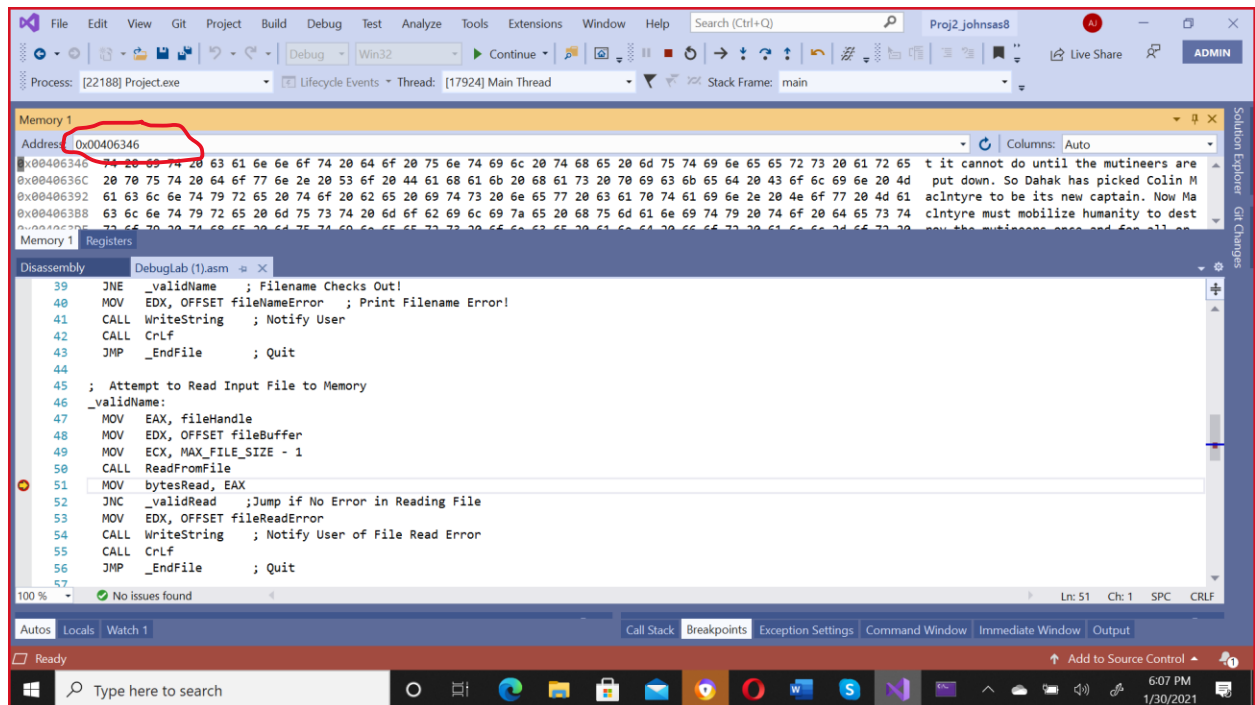 File Edit View Git Project Build Debug Test Analyze Tools Extensions Window Help Search (Ctrl+Q) Proj2_johnsas8 AJ
Debug Win32 Continue Live Share ADMIN
Process: [22188] Project.exe Lifecycle Events Thread: [17924] Main Thread Stack Frame: main
Memory 1
Address: 0x00406346 Columns: Auto
0x00406346 74 20 69 74 20 63 61 6e 6e 6f 74 20 64 6f 20 75 6e 74 69 6c 20 74 68 65 20 6d 75 74 69 6e 65 65 72 73 20 61 72 65 t it cannot do until the mutineers are
0x0040636C 20 70 75 74 20 64 6f 77 6e 2e 20 53 6f 20 44 61 68 61 6b 20 68 61 73 20 70 69 63 6b 65 64 20 43 6f 6c 69 6e 20 4d put down. So Dahak has picked Colin M
0x00406392 61 63 6c 6e 74 79 72 65 20 74 6f 20 62 65 20 69 74 73 20 6e 65 77 20 63 61 70 74 61 69 6e 2e 20 4e 6f 77 20 4d 61 aclntyre to be its new captain. Now Ma
0x004063B8 63 6c 6e 74 79 72 65 20 6d 75 73 74 20 6d 6f 62 69 6c 69 7a 65 20 68 75 6d 61 6e 69 74 79 20 74 6f 20 64 65 73 74 clntyre must mobilize humanity to dest
Memory 1 Registers
Solution Explorer
Git Changes
Disassembly DebugLab (1).asm
39 JNE _validName ; Filename Checks Out!
40 MOV EDX, OFFSET fileNameError ; Print Filename Error!
41 CALL WriteString ; Notify User
42 CALL CrLf
43 JMP _EndFile ; Quit
44
45 ; Attempt to Read Input File to Memory
46 _validName:
47 MOV EAX, fileHandle
48 MOV EDX, OFFSET fileBuffer
49 MOV ECX, MAX_FILE_SIZE - 1
50 CALL ReadFromFile
51 MOV bytesRead, EAX
52 JNC _validRead ;Jump if No Error in Reading File
53 MOV EDX, OFFSET fileReadError
54 CALL WriteString ; Notify User of File Read Error
55 CALL CrLf
56 JMP _EndFile ; Quit
57
100 % No issues found Ln: 51 Ch: 1 SPC CRLF
Autos Locals Watch 1 Call Stack Breakpoints Exception Settings Command Window Immediate Window Output
Ready Add to Source Control 1
Type here to search 6:07 PM
1/30/2021